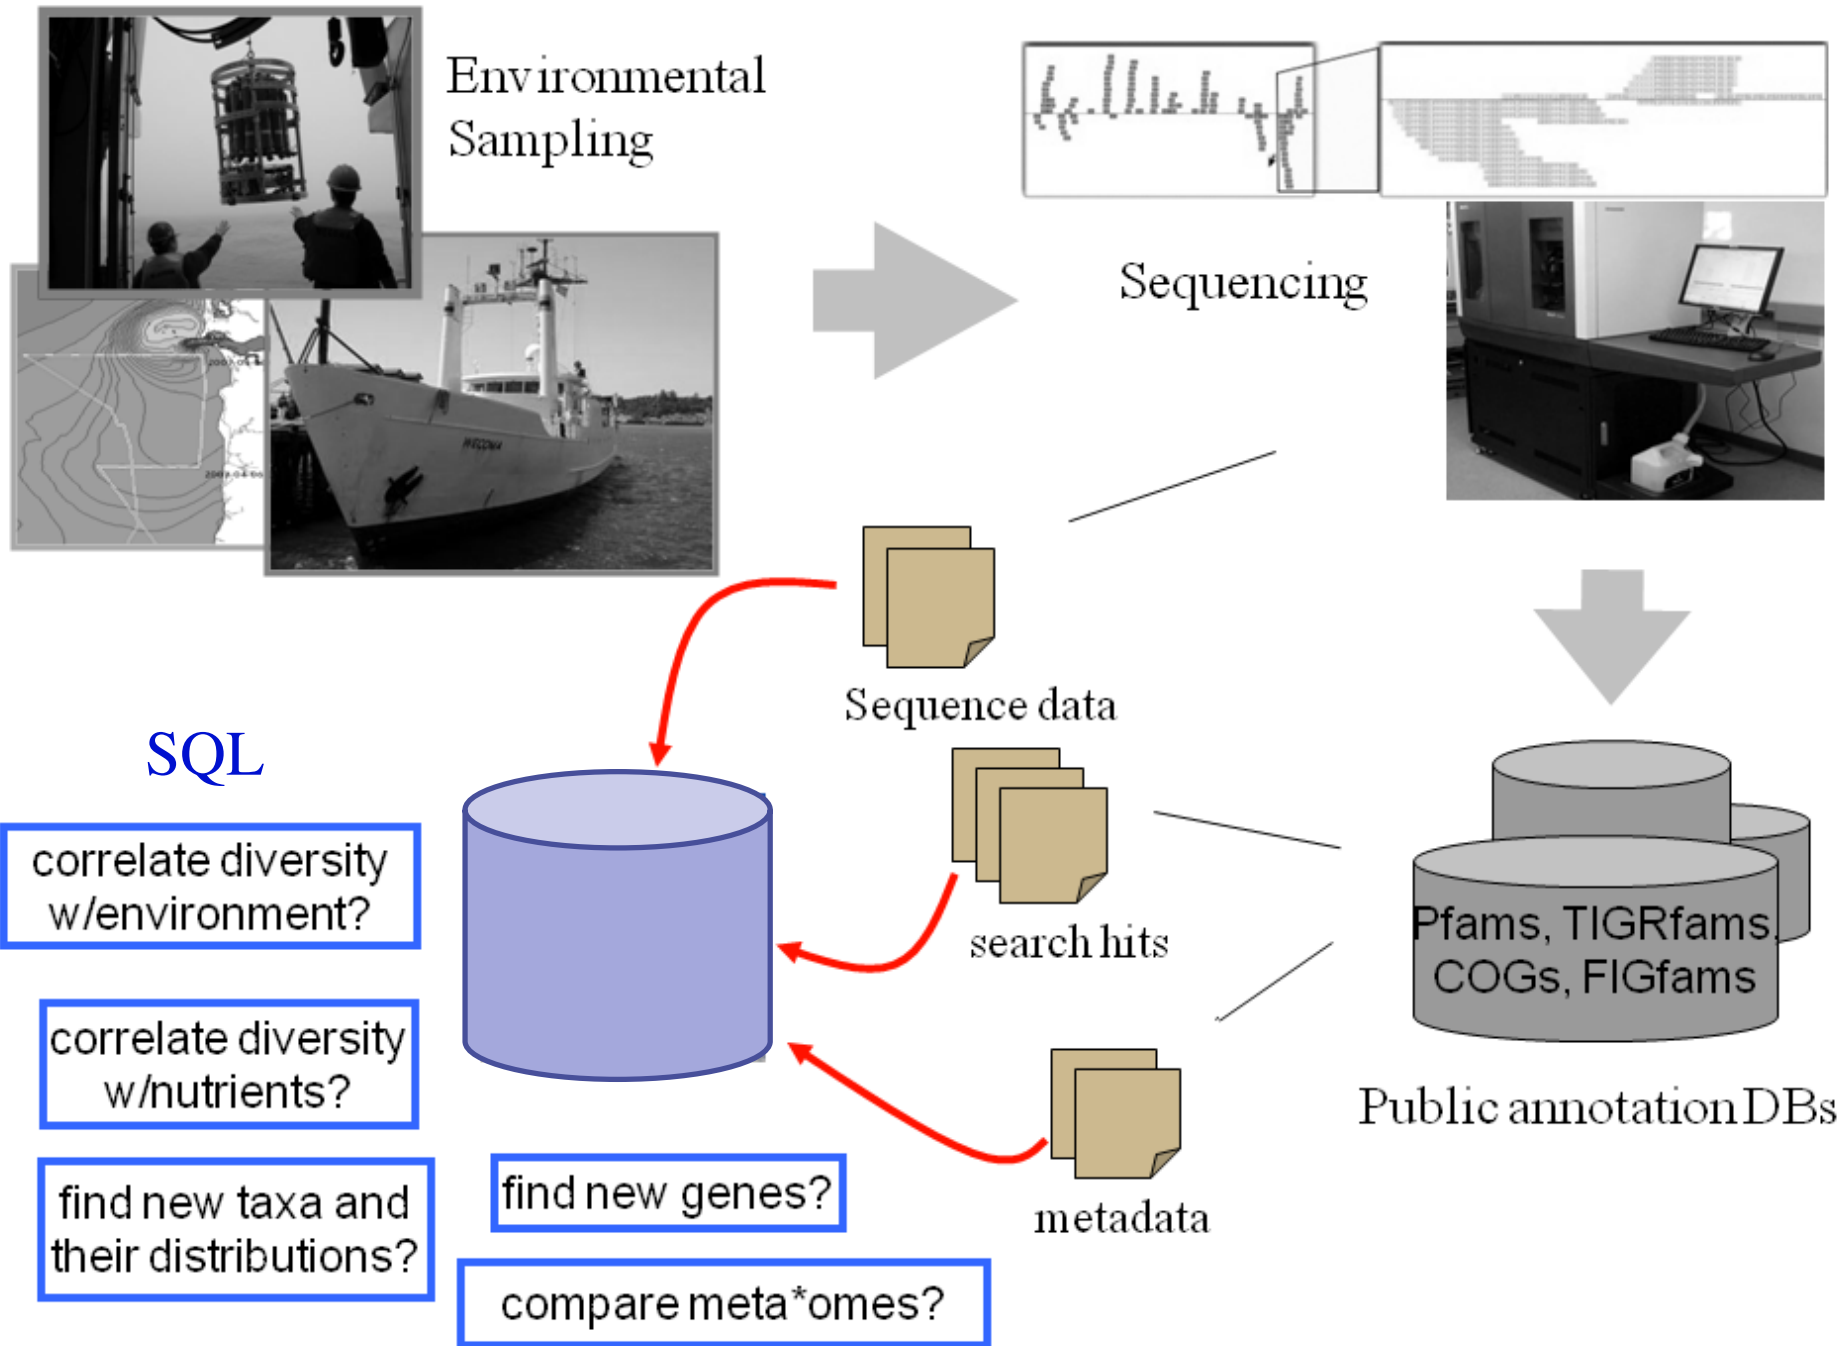 Environmental
Sampling
Sequencing
WECOMA
Sequence data
SQL
correlate diversity
w/environment?
search hits
Pfams, TIGRfams,
COGs, FIGfams
correlate diversity
w/nutrients?
Public annotation DBs
find new taxa and
their distributions?
find new genes?
metadata
compare meta*omes?